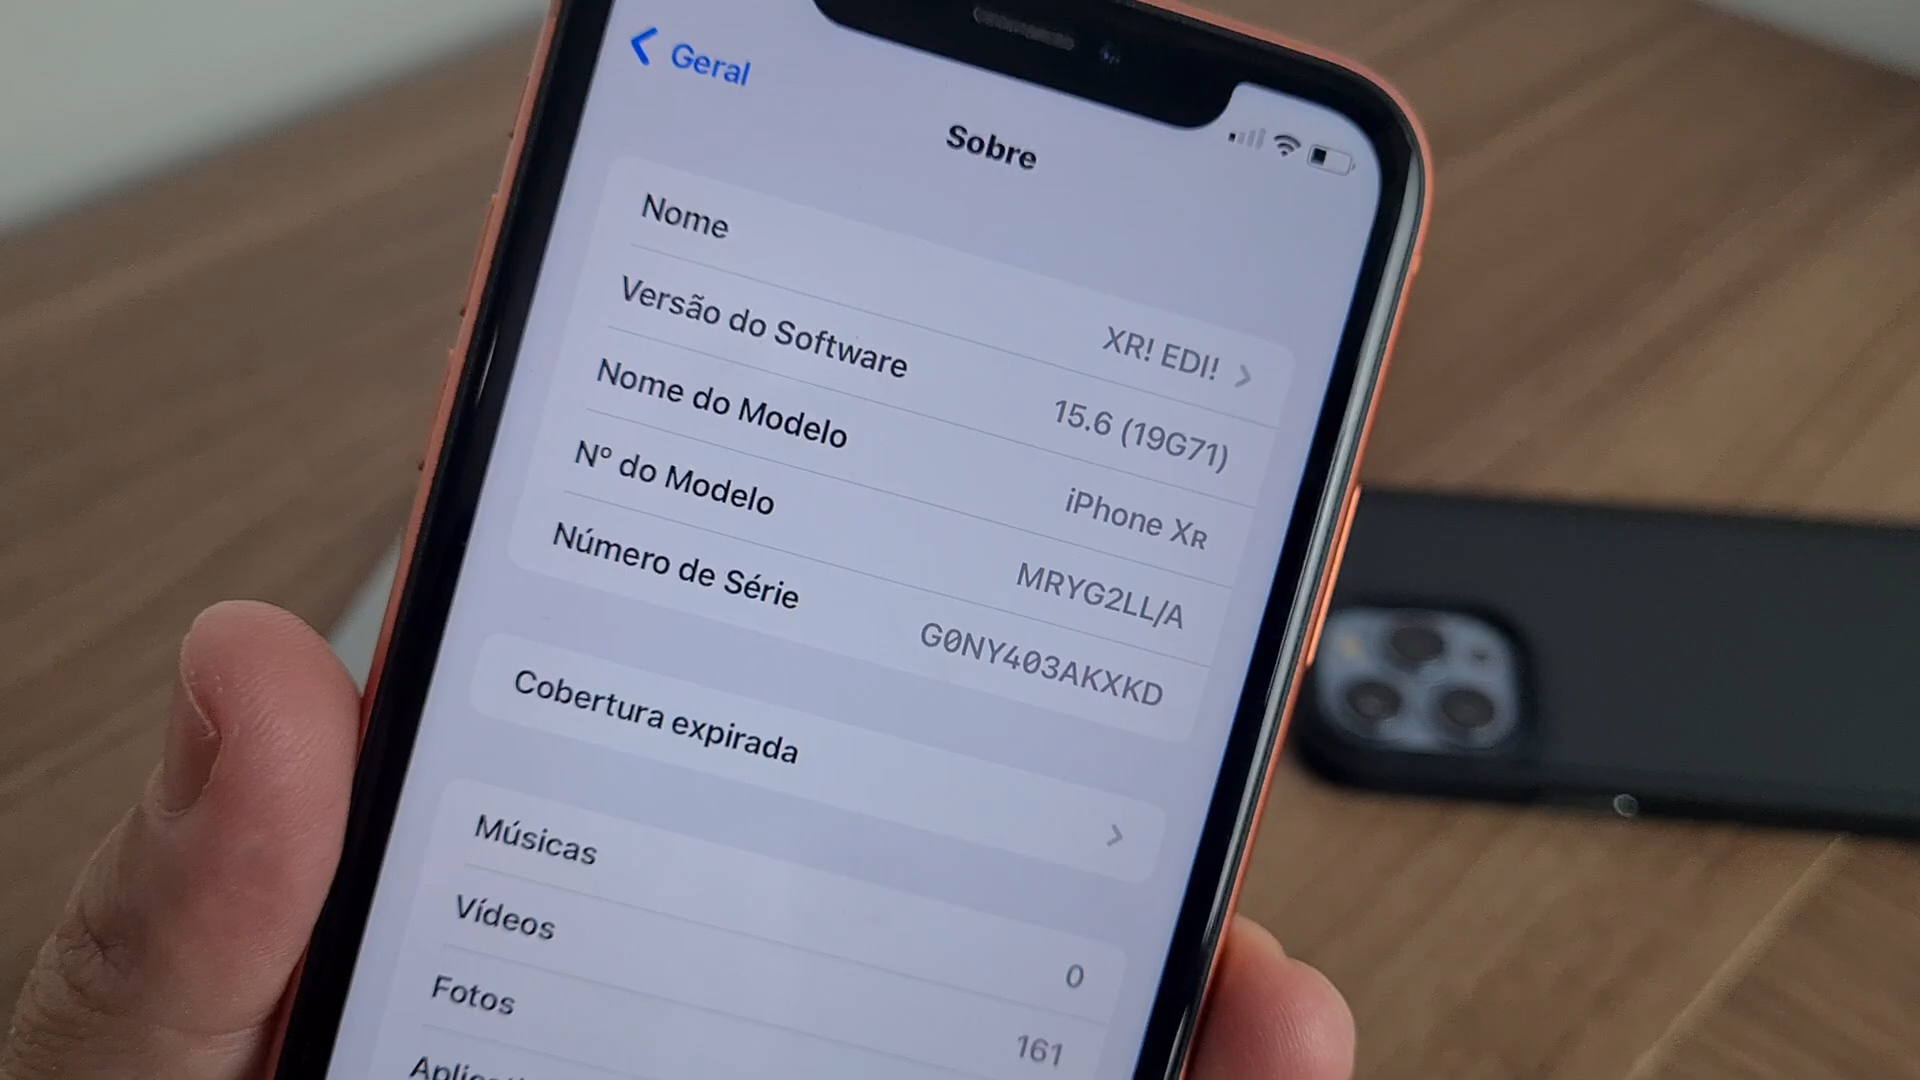 Geral
Sobre
Nome
XR! EDI!
Versão do Software
15.6 (19G71)
Nome do Modelo
iPhone XR
Nº do Modelo
MRYG2LL/A
Número de Série
G0NY403AKXKD
Cobertura expirada
Músicas
0
Vídeos
161
Fotos